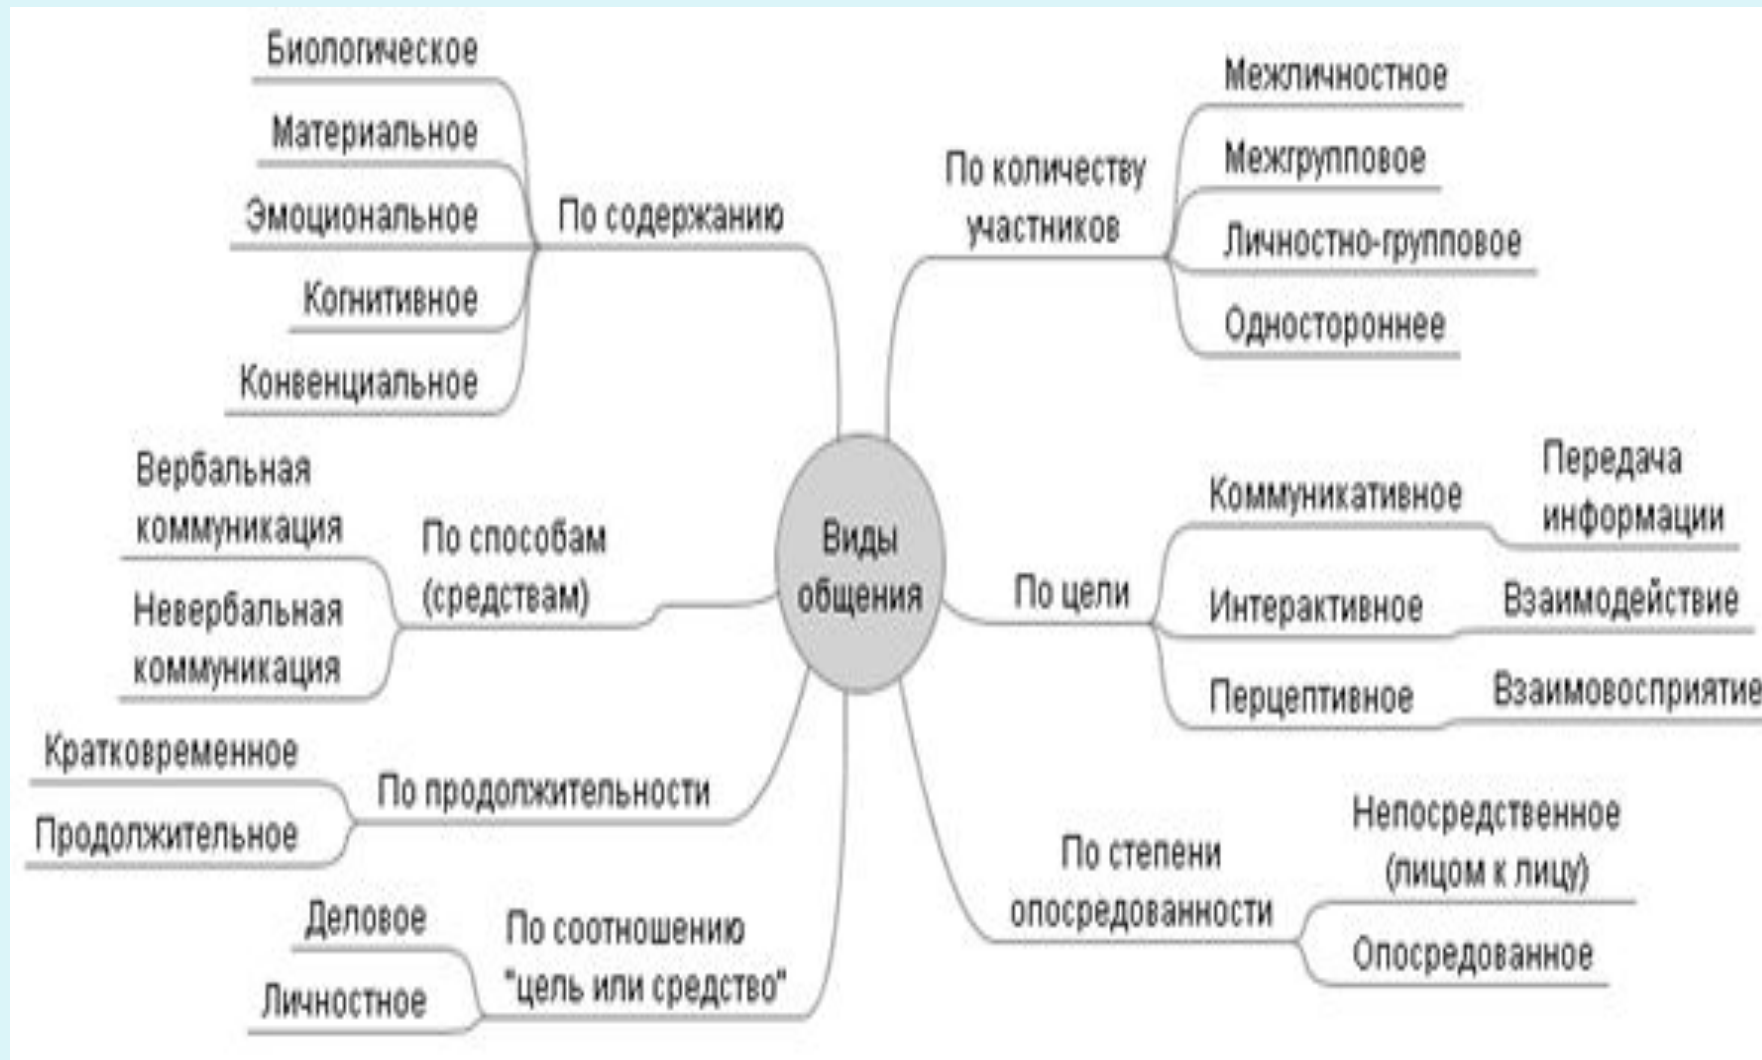 Биологическое
Материальное
Эмоциональное
Когнитивное
Конвенциальное
По содержанию
Вербальная
коммуникация
Невербальная
коммуникация
По способам
(средствам)
Кратковременное
Продолжительное
По продолжительности
Деловое
Личностное
По соотношению
"цель или средство"
Виды
общения
По количеству
участников
Межличностное
Межгрупповое
Личностно-групповое
Одностороннее
По цели
Коммуникативное
Передача
информации
Интерактивное
Взаимодействие
Перцептивное
Взаимовосприятие
По степени
опосредованности
Непосредственное
(лицом к лицу)
Опосредованное